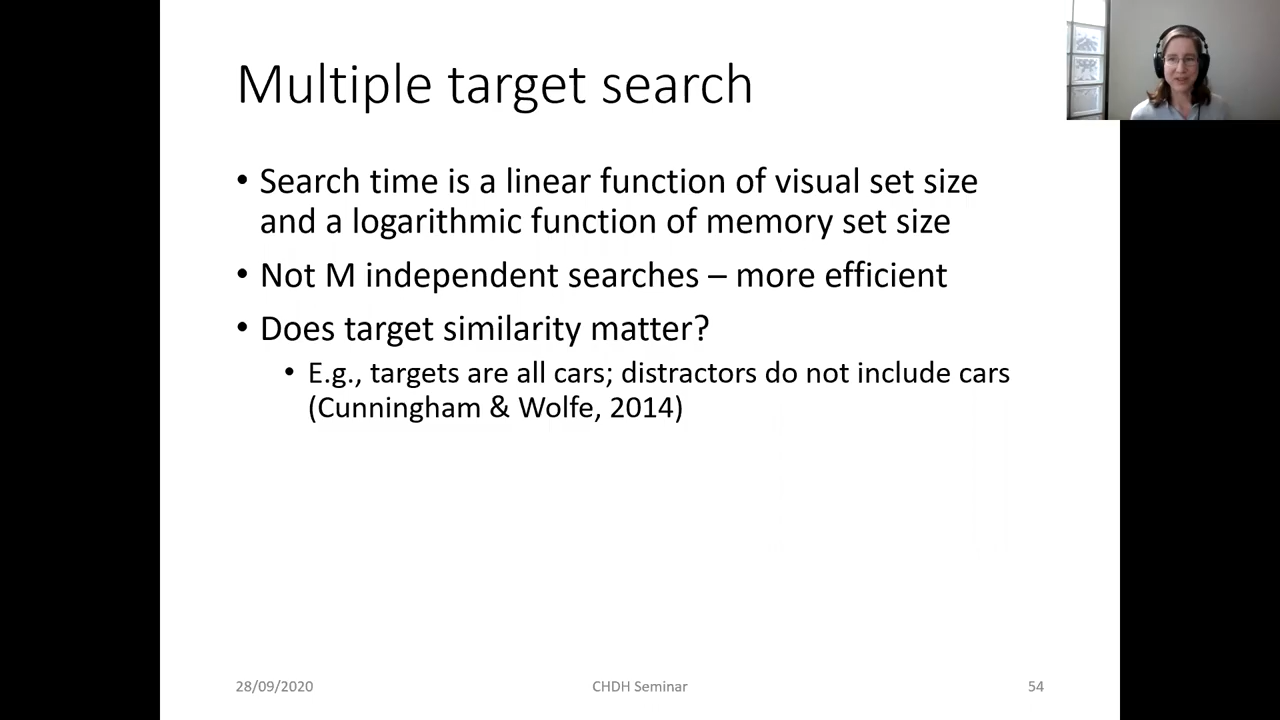 Multiple target search
• Search time is a linear function of visual set size
and a logarithmic function of memory set size
• Not M independent searches – more efficient
• Does target similarity matter?
• E.g., targets are all cars; distractors do not include cars
(Cunningham & Wolfe, 2014)
28/09/2020
CHDH Seminar
54